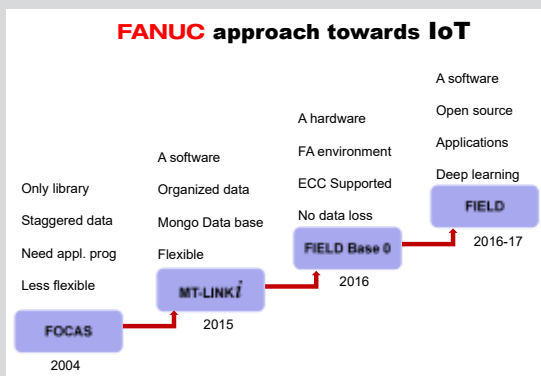 FANUC approach towards IoT
Only library
Staggered data
Need appl. prog
Less flexible
FOCAS
2004
A software
Organized data
Mongo Data base
Flexible
MT-LINKi
2015
A hardware
FA environment
ECC Supported
No data loss
FIELD Base 0
2016
A software
Open source
Applications
Deep learning
FIELD
2016-17